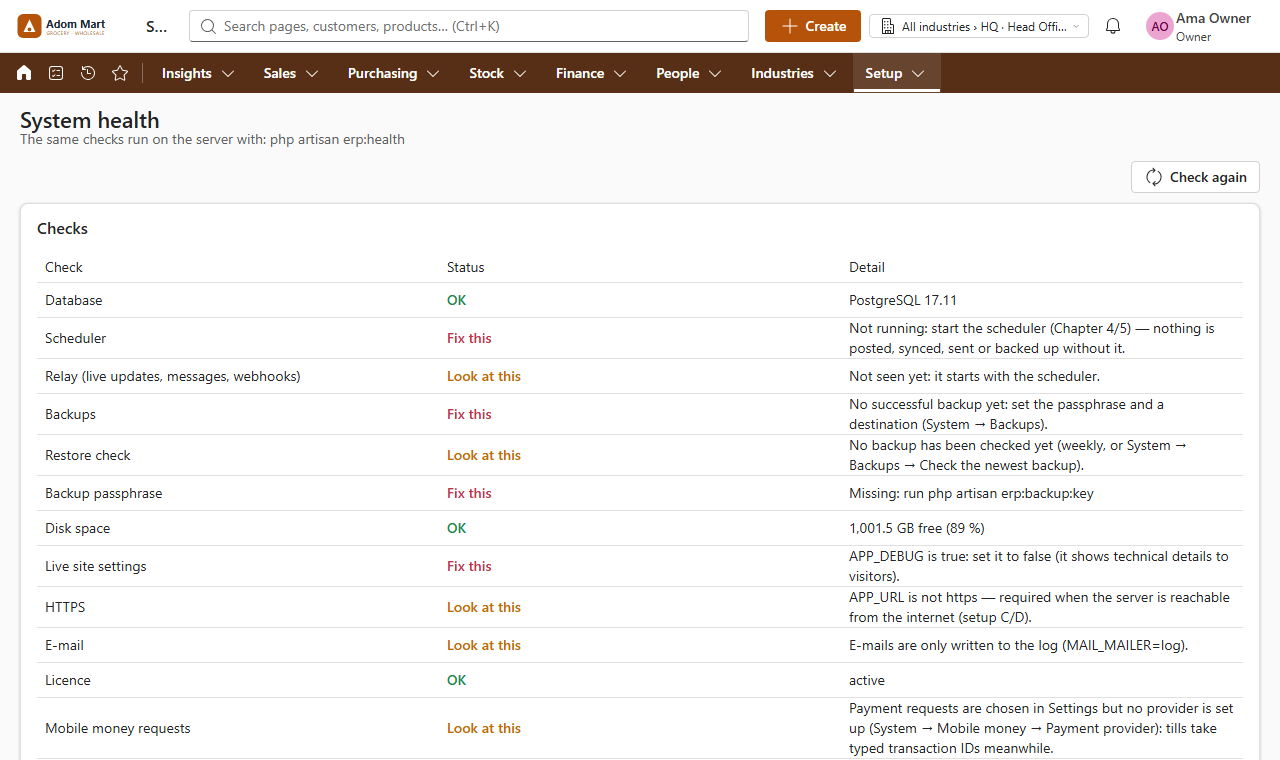 Adom Mart
GROCERY · WHOLESALE
S...
Search pages, customers, products... (Ctrl+K)
Create
All industries › HQ · Head Offi...
AO
Ama Owner
Owner
Insights
Sales
Purchasing
Stock
Finance
People
Industries
Setup
System health
The same checks run on the server with: php artisan erp:health
Check again
Checks
Check Status Detail
Database OK PostgreSQL 17.11
Scheduler Fix this Not running: start the scheduler (Chapter 4/5) — nothing is
posted, synced, sent or backed up without it.
Relay (live updates, messages, webhooks) Look at this Not seen yet: it starts with the scheduler.
Backups Fix this No successful backup yet: set the passphrase and a
destination (System → Backups).
Restore check Look at this No backup has been checked yet (weekly, or System →
Backups → Check the newest backup).
Backup passphrase Fix this Missing: run php artisan erp:backup:key
Disk space OK 1,001.5 GB free (89 %)
Live site settings Fix this APP_DEBUG is true: set it to false (it shows technical details to
visitors).
HTTPS Look at this APP_URL is not https — required when the server is reachable
from the internet (setup C/D).
E-mail Look at this E-mails are only written to the log (MAIL_MAILER=log).
Licence OK active
Mobile money requests Look at this Payment requests are chosen in Settings but no provider is set
up (System → Mobile money → Payment provider): tills take
typed transaction IDs meanwhile.